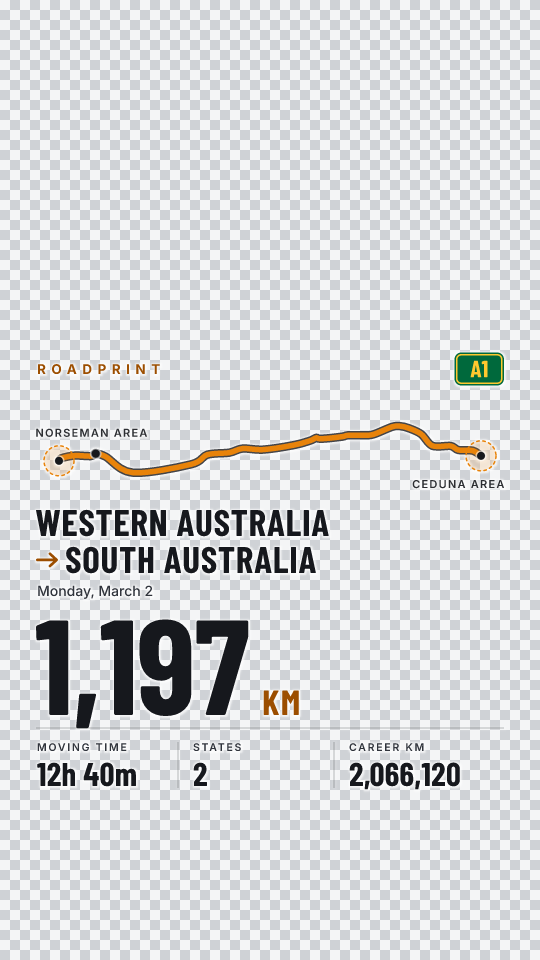 ROADPRINT
A1
NORSEMAN AREA
CEDUNA AREA
WESTERN AUSTRALIA
→ SOUTH AUSTRALIA
Monday, March 2
1,197 KM
MOVING TIME STATES CAREER KM
12h 40m 2 2,066,120